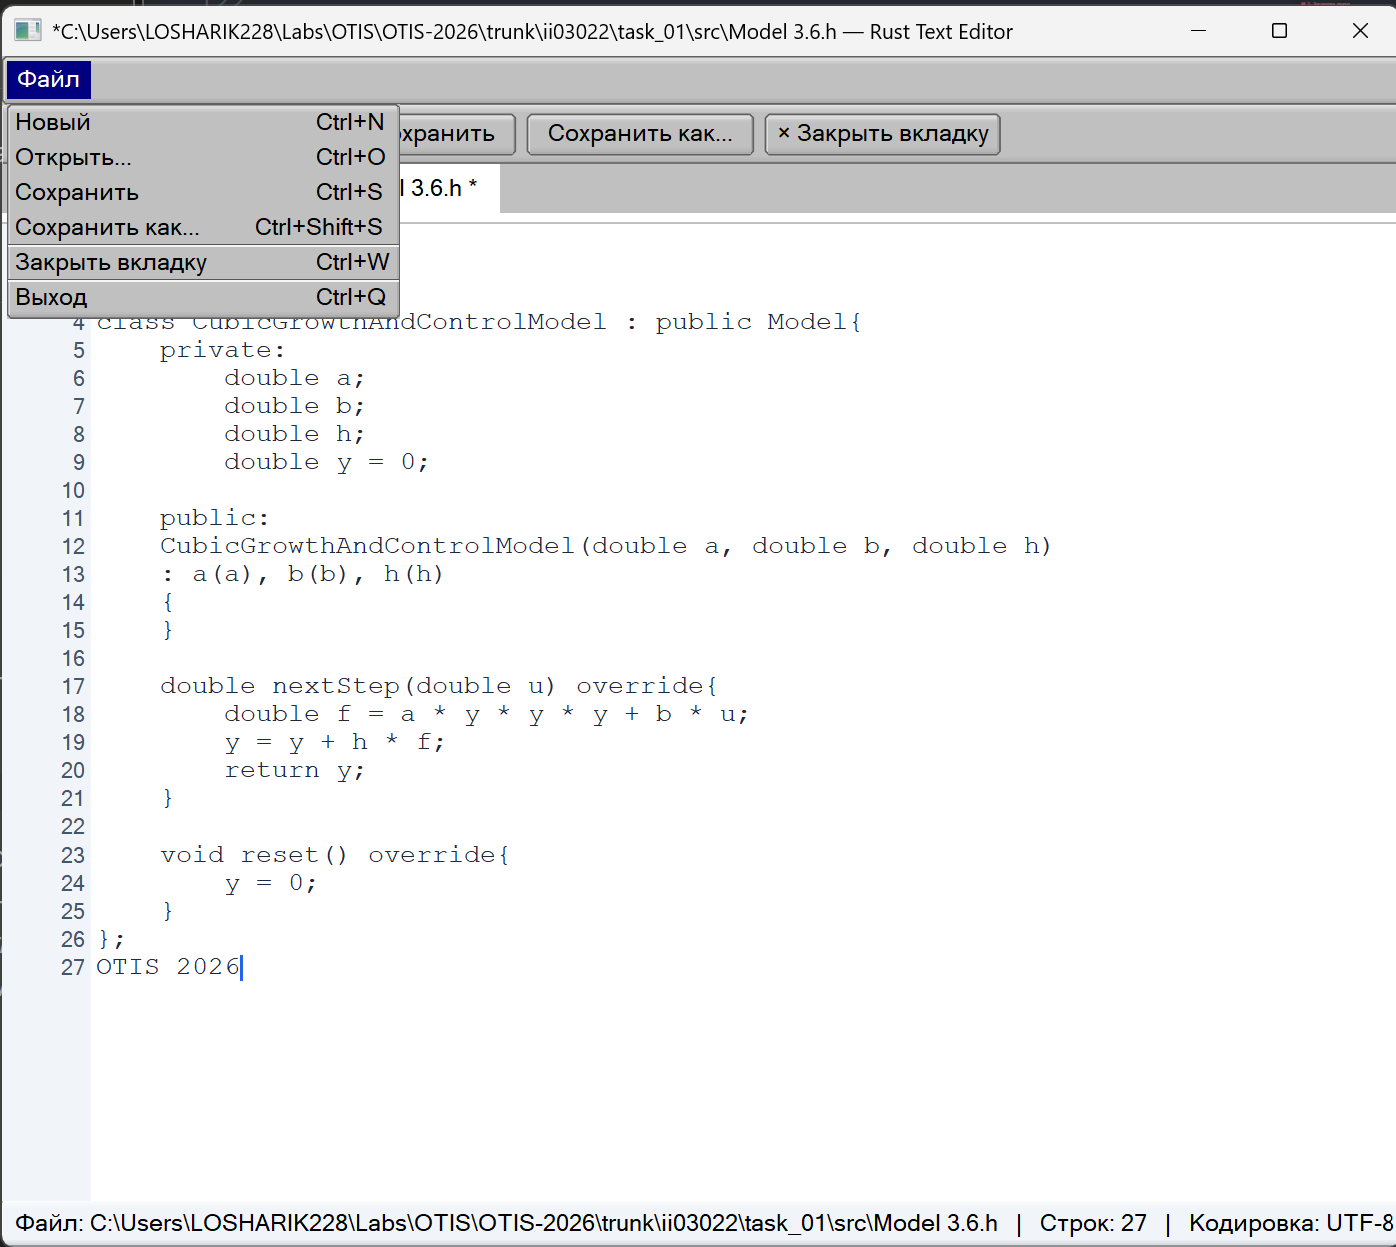 *C:\Users\LOSHARIK228\Labs\OTIS\OTIS-2026\trunk\ii03022\task_01\src\Model 3.6.h — Rust Text Editor
Файл
Новый Ctrl+N
Открыть... Ctrl+O
Сохранить Ctrl+S
Сохранить как... Ctrl+Shift+S
Закрыть вкладку Ctrl+W
Выход Ctrl+Q
хранить Сохранить как... × Закрыть вкладку
3.6.h *
4 class CubicGrowthAndControlModel : public Model{
5 private:
6 double a;
7 double b;
8 double h;
9 double y = 0;
10
11 public:
12 CubicGrowthAndControlModel(double a, double b, double h)
13 : a(a), b(b), h(h)
14 {
15 }
16
17 double nextStep(double u) override{
18 double f = a * y * y * y + b * u;
19 y = y + h * f;
20 return y;
21 }
22
23 void reset() override{
24 y = 0;
25 }
26 };
27 OTIS 2026
Файл: C:\Users\LOSHARIK228\Labs\OTIS\OTIS-2026\trunk\ii03022\task_01\src\Model 3.6.h | Строк: 27 | Кодировка: UTF-8